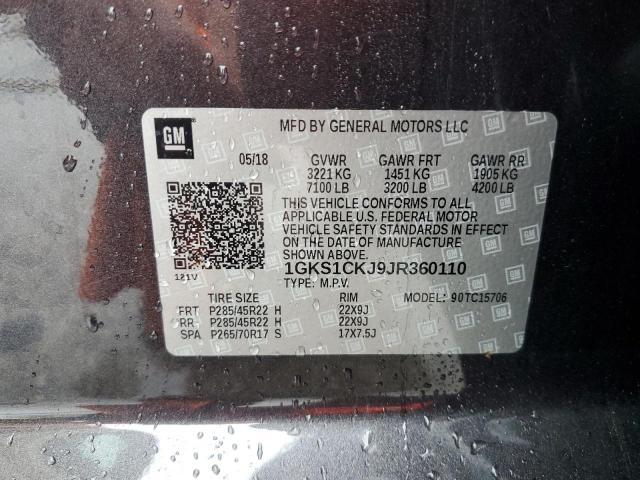 GM
MFD BY GENERAL MOTORS LLC
05/18 GVWR GAWR FRT GAWR RR
3221 KG 1451 KG 1905 KG
7100 LB 3200 LB 4200 LB
THIS VEHICLE CONFORMS TO ALL
APPLICABLE U.S. FEDERAL MOTOR
VEHICLE SAFETY STANDARDS IN EFFECT
ON THE DATE OF MANUFACTURE
SHOWN ABOVE.
1GKS1CKJ9JR360110
121V TYPE: M.P.V.
TIRE SIZE RIM MODEL: 90TC15706
FRT P285/45R22 H 22X9J
RR P285/45R22 H 22X9J
SPA P265/70R17 S 17X7.5J